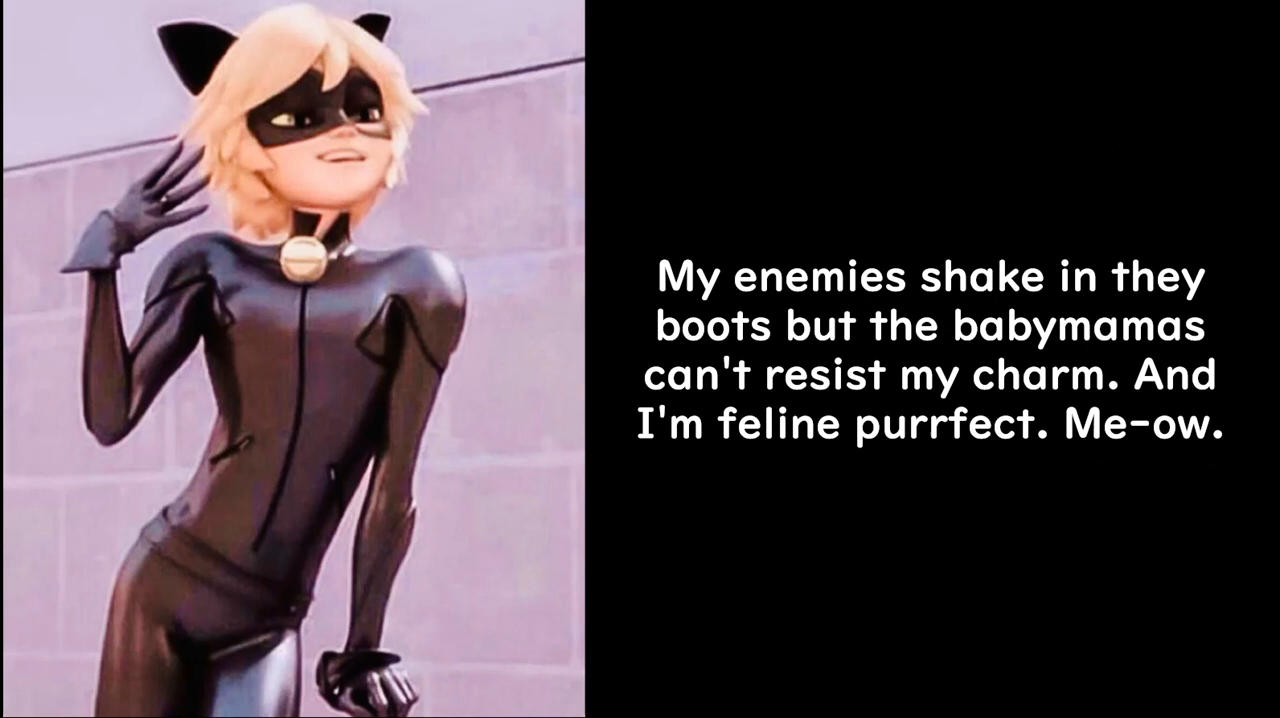 My enemies shake in they
boots but the babymamas
can't resist my charm. And
I'm feline purrfect. Me-ow.